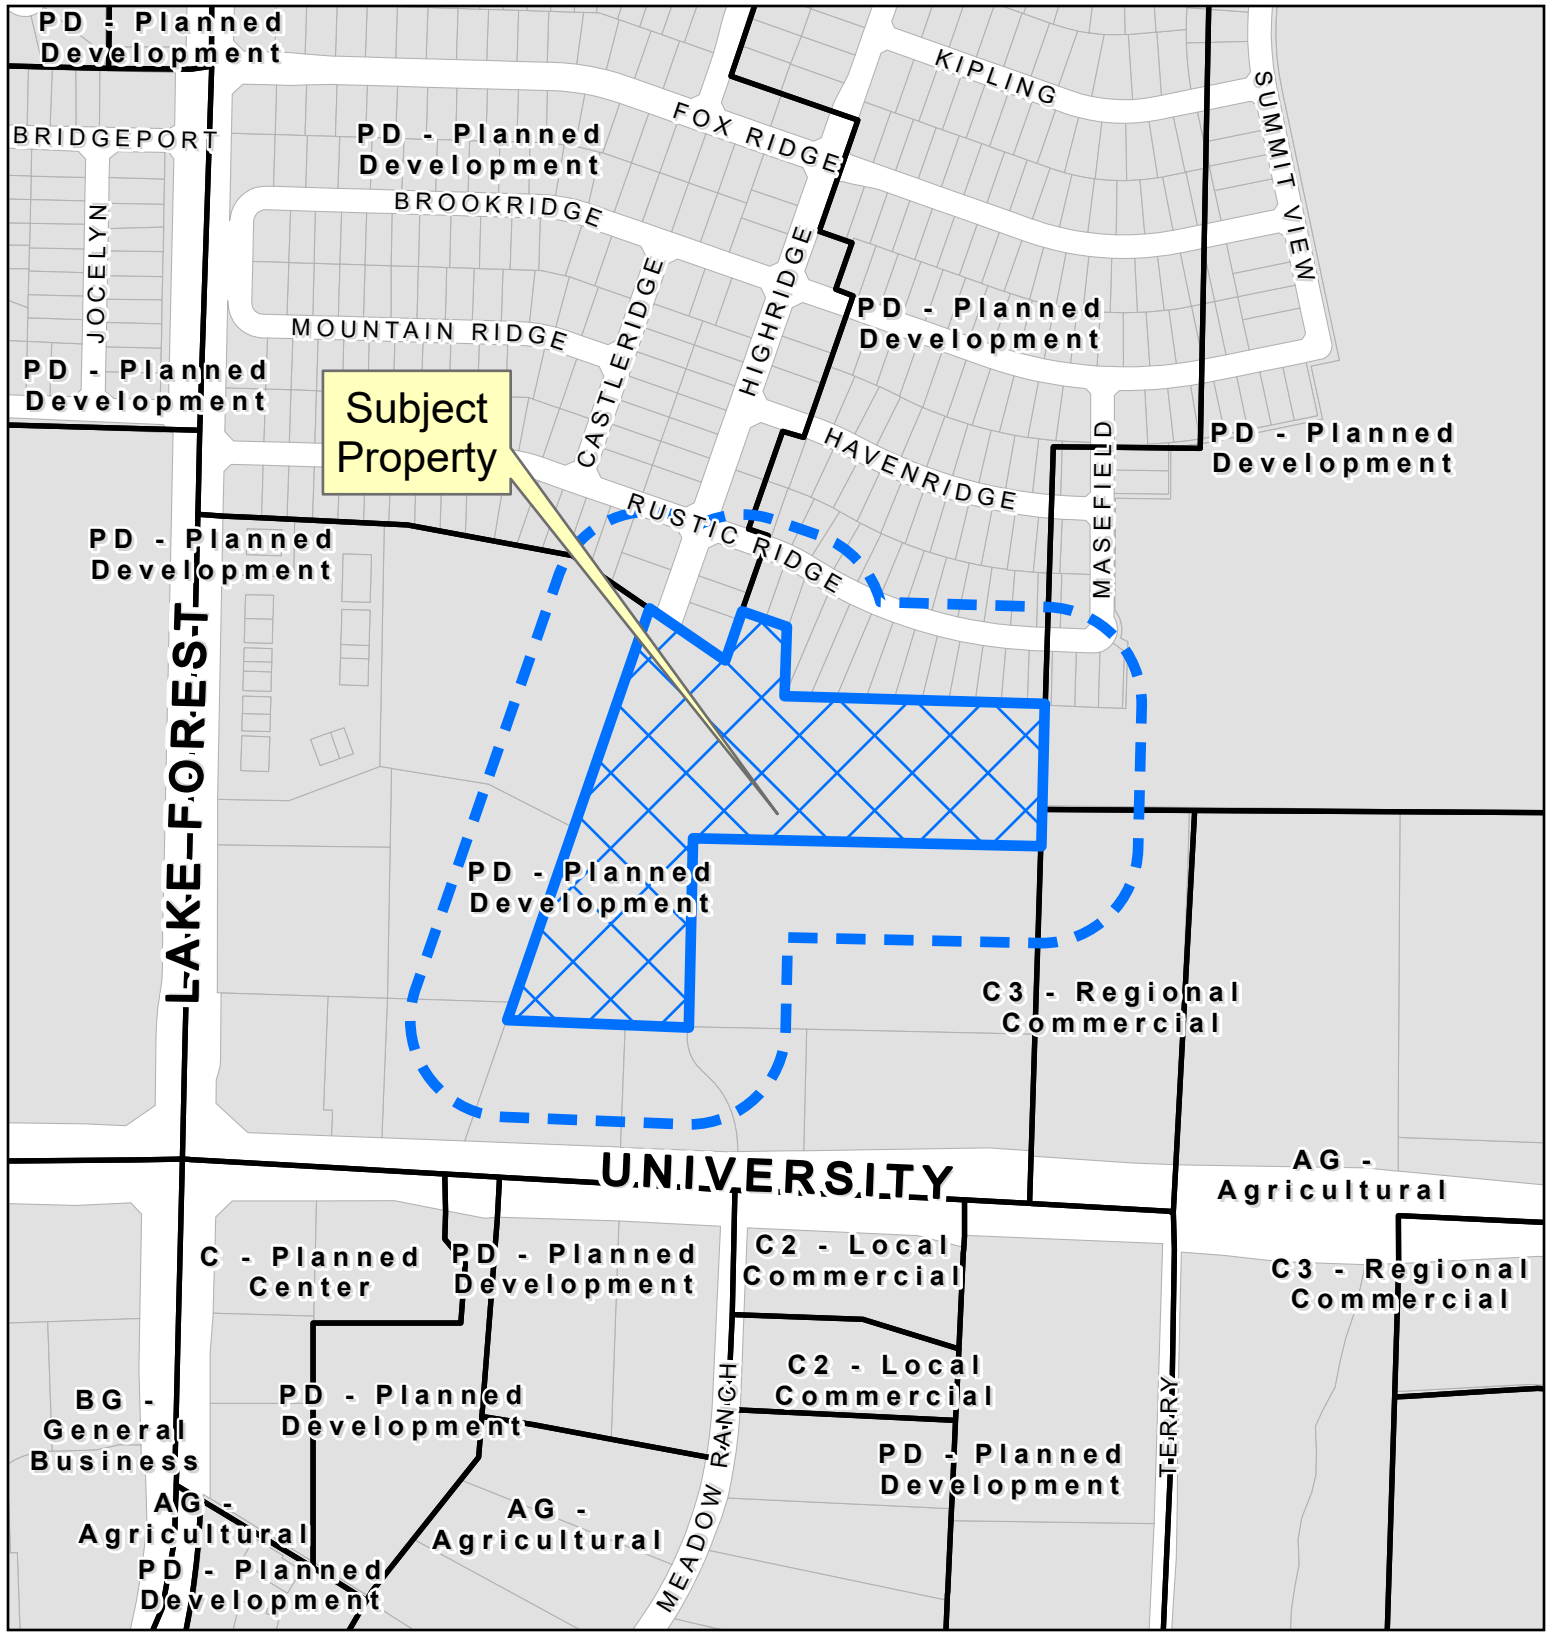 PD - Planned
Development
KIPLING
SUMMIT VIEW
FOX RIDGE
BRIDGEPORT
PD - Planned
Development
BROOKRIDGE
JOCELYN
HIGHRIDGE
CASTLERIDGE
MOUNTAIN RIDGE
PD - Planned
Development
PD - Planned
Development
Subject
Property
HAVENRIDGE
MASEFIELD
PD - Planned
Development
RUSTIC RIDGE
PD - Planned
Development
LAKE FOREST
PD - Planned
Development
C3 - Regional
Commercial
UNIVERSITY
AG -
Agricultural
C - Planned
Center
PD - Planned
Development
C2 - Local
Commercial
C3 - Regional
Commercial
C2 - Local
Commercial
PD - Planned
Development
BG -
General
Business
MEADOW RANCH
TERRY
PD - Planned
Development
AG -
Agricultural
AG -
Agricultural
PD - Planned
Development